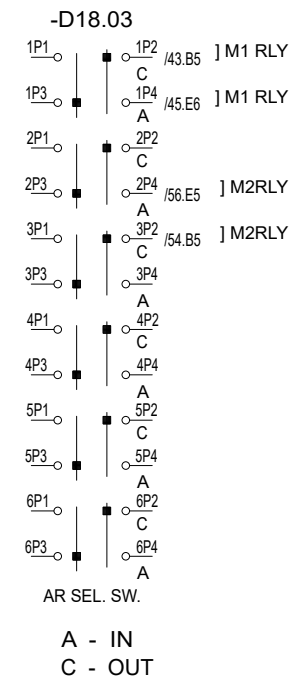 -D18.03
1P1 1P2 /43.B5 ] M1 RLY
C
1P3 1P4 /45.E6 ] M1 RLY
A
2P1 2P2
C
2P3 2P4 /56.E5 ] M2RLY
A
3P1 3P2 /54.B5 ] M2RLY
C
3P3 3P4
A
4P1 4P2
C
4P3 4P4
A
5P1 5P2
C
5P3 5P4
A
6P1 6P2
C
6P3 6P4
A
AR SEL. SW.
A - IN
C - OUT